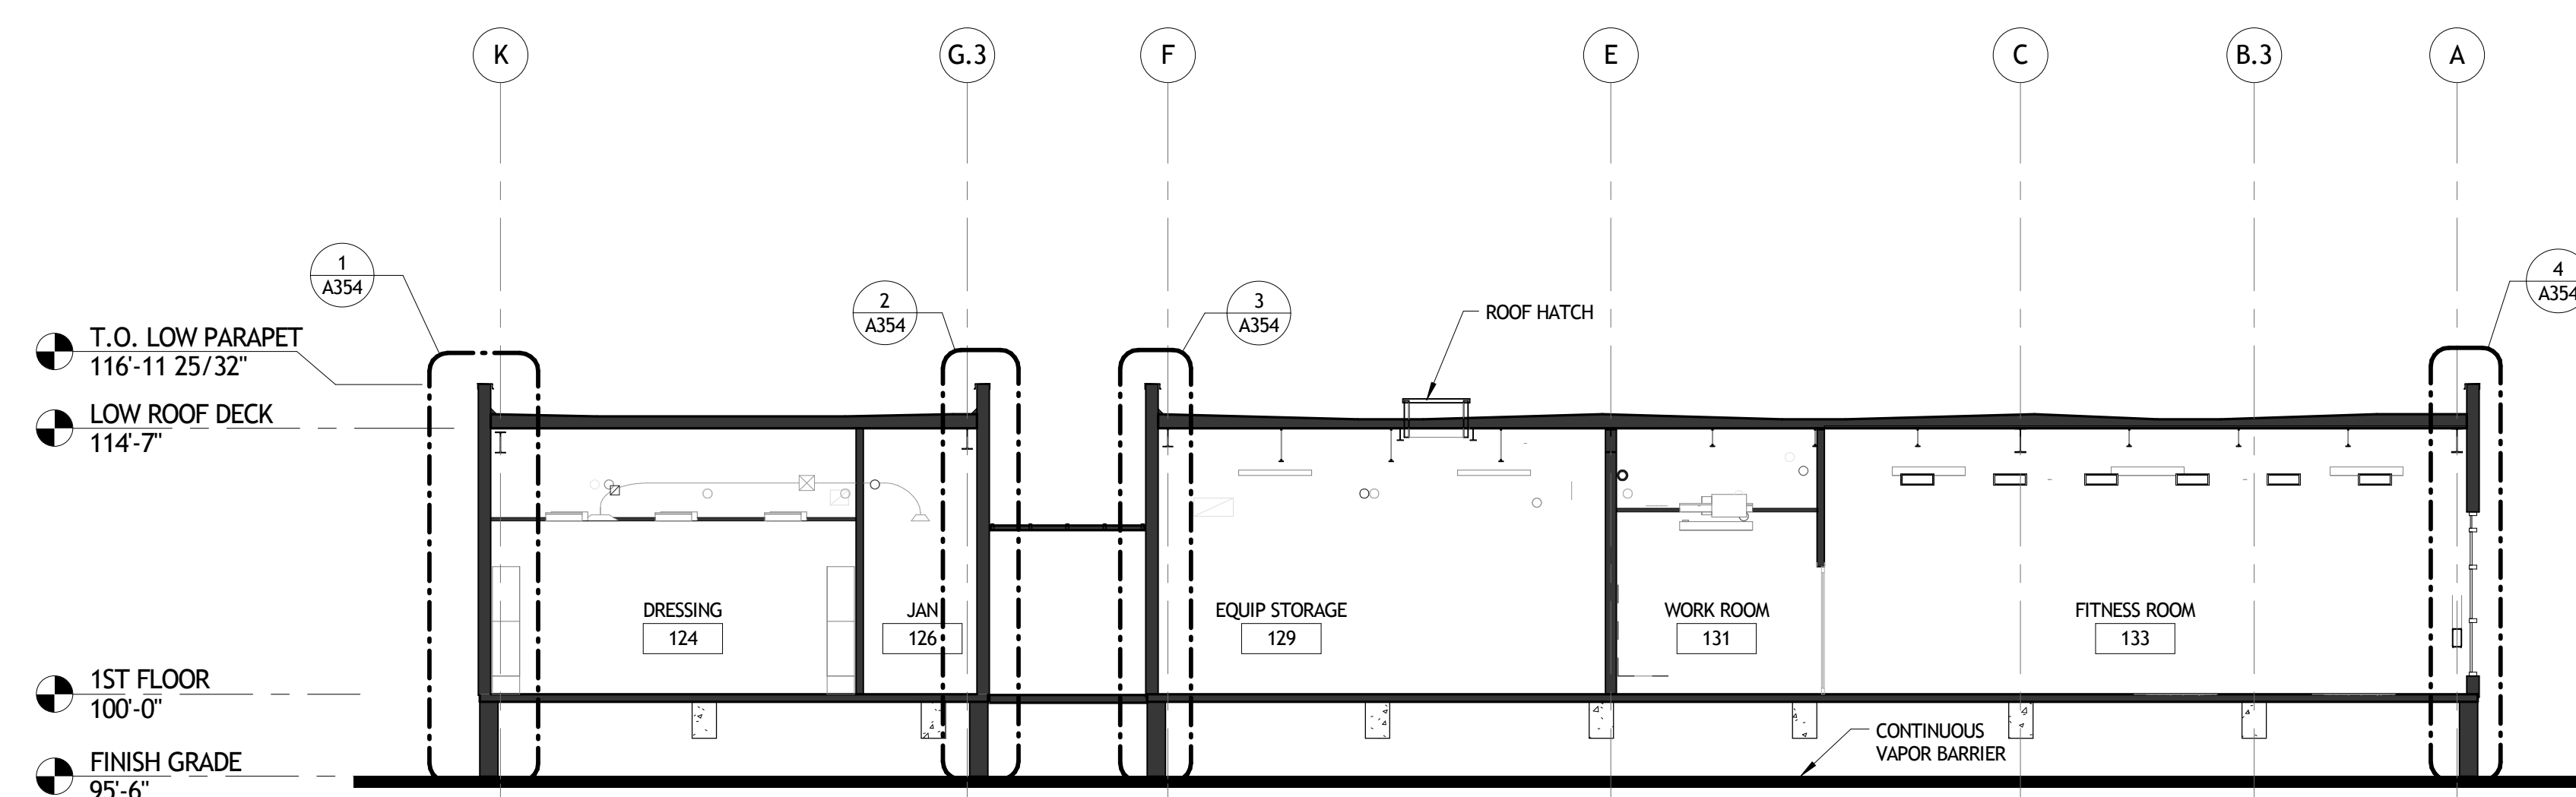 K
G.3
F
E
C
B.3
A
1
A354
2
A354
3
A354
4
A354
ROOF HATCH
T.O. LOW PARAPET
116'-11 25/32"
LOW ROOF DECK
114'-7"
DRESSING
124
JAN
126
EQUIP STORAGE
129
WORK ROOM
131
FITNESS ROOM
133
1ST FLOOR
100'-0"
CONTINUOUS
VAPOR BARRIER
FINISH GRADE
95'-6"